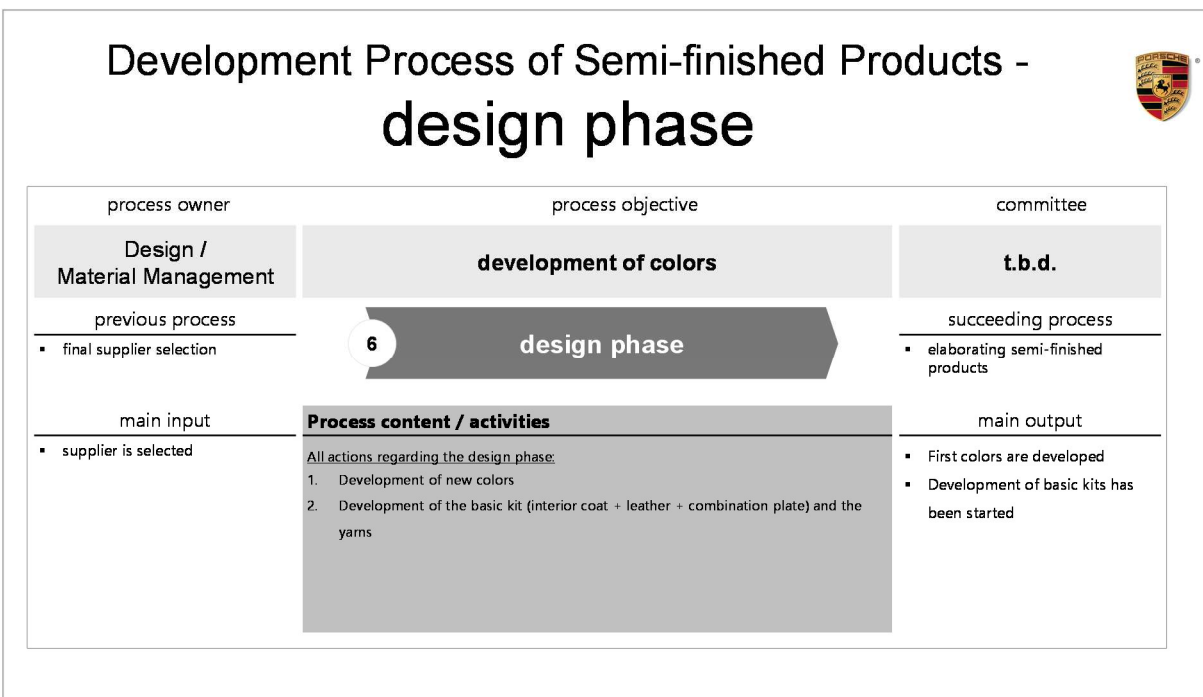 Development Process of Semi-finished Products -
design phase
PORSCHE
®
process owner
process objective
committee
Design /
Material Management
development of colors
t.b.d.
previous process
▪ final supplier selection
6
design phase
succeeding process
▪ elaborating semi-finished
products
main input
▪ supplier is selected
Process content / activities
All actions regarding the design phase:
1. Development of new colors
2. Development of the basic kit (interior coat + leather + combination plate) and the
yarns
main output
▪ First colors are developed
▪ Development of basic kits has
been started